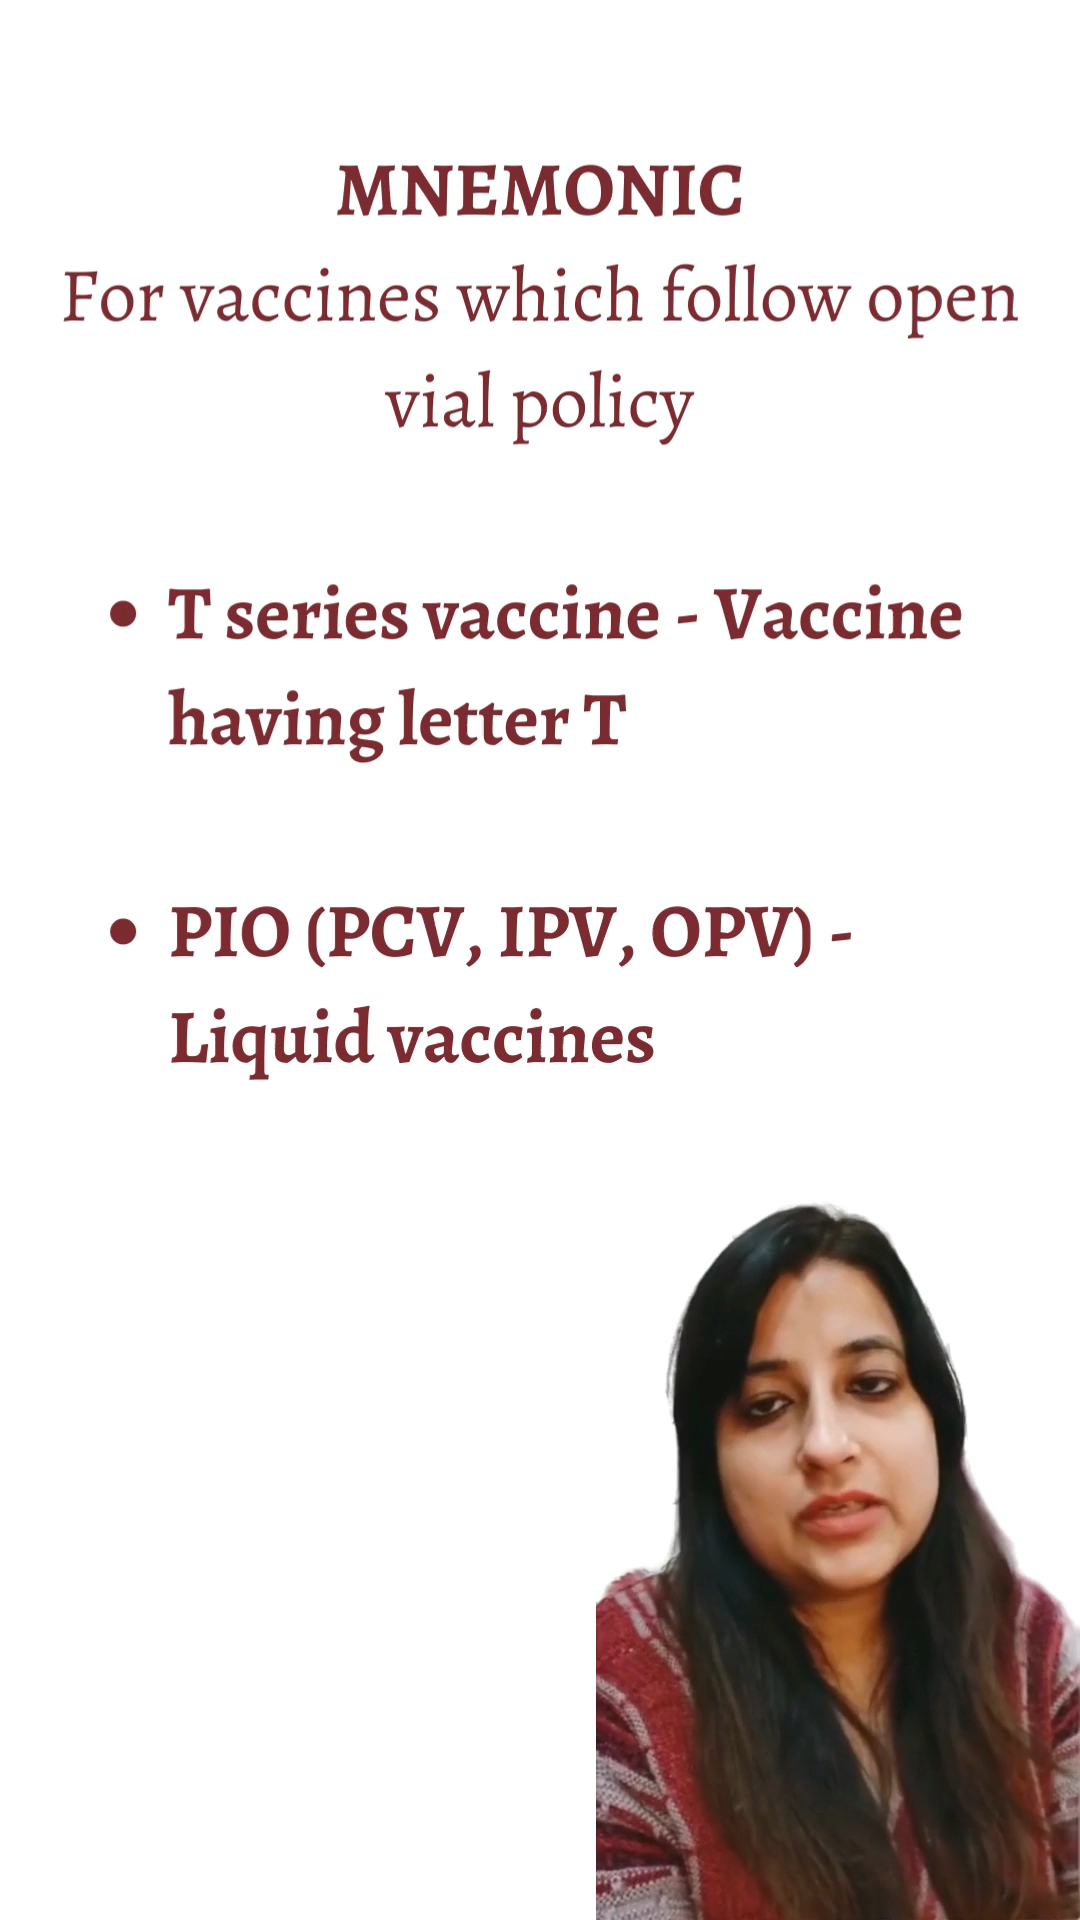 MNEMONIC
For vaccines which follow open
vial policy
• T series vaccine - Vaccine
having letter T
• PIO (PCV, IPV, OPV) -
Liquid vaccines